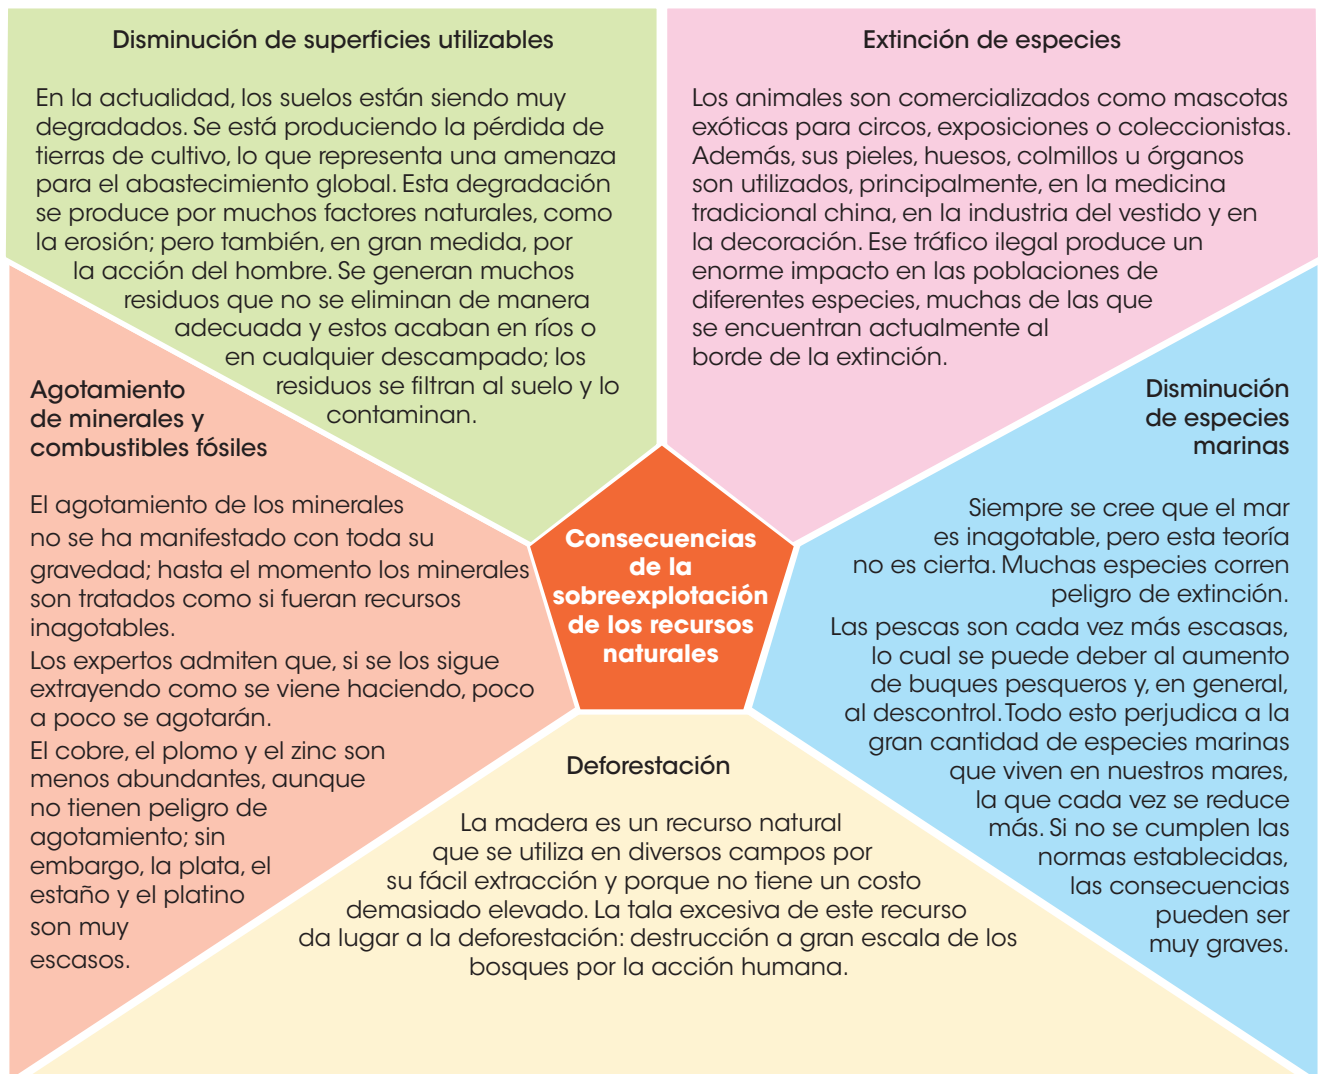 Disminución de superficies utilizables
En la actualidad, los suelos están siendo muy
degradados. Se está produciendo la pérdida de
tierras de cultivo, lo que representa una amenaza
para el abastecimiento global. Esta degradación
se produce por muchos factores naturales, como
la erosión; pero también, en gran medida, por
la acción del hombre. Se generan muchos
residuos que no se eliminan de manera
adecuada y estos acaban en ríos o
en cualquier descampado; los
residuos se filtran al suelo y lo
contaminan.
Extinción de especies
Los animales son comercializados como mascotas
exóticas para circos, exposiciones o coleccionistas.
Además, sus pieles, huesos, colmillos u órganos
son utilizados, principalmente, en la medicina
tradicional china, en la industria del vestido y en
la decoración. Ese tráfico ilegal produce un
enorme impacto en las poblaciones de
diferentes especies, muchas de las que
se encuentran actualmente al
borde de la extinción.
Agotamiento
de minerales y
combustibles fósiles
El agotamiento de los minerales
no se ha manifestado con toda su
gravedad; hasta el momento los minerales
son tratados como si fueran recursos
inagotables.
Los expertos admiten que, si se los sigue
extrayendo como se viene haciendo, poco
a poco se agotarán.
El cobre, el plomo y el zinc son
menos abundantes, aunque
no tienen peligro de
agotamiento; sin
embargo, la plata, el
estaño y el platino
son muy
escasos.
Consecuencias
de la
sobreexplotación
de los recursos
naturales
Disminución
de especies
marinas
Siempre se cree que el mar
es inagotable, pero esta teoría
no es cierta. Muchas especies corren
peligro de extinción.
Las pescas son cada vez más escasas,
lo cual se puede deber al aumento
de buques pesqueros y, en general,
al descontrol. Todo esto perjudica a la
gran cantidad de especies marinas
que viven en nuestros mares,
la que cada vez se reduce
más. Si no se cumplen las
normas establecidas,
las consecuencias
pueden ser
muy graves.
Deforestación
La madera es un recurso natural
que se utiliza en diversos campos por
su fácil extracción y porque no tiene un costo
demasiado elevado. La tala excesiva de este recurso
da lugar a la deforestación: destrucción a gran escala de los
bosques por la acción humana.